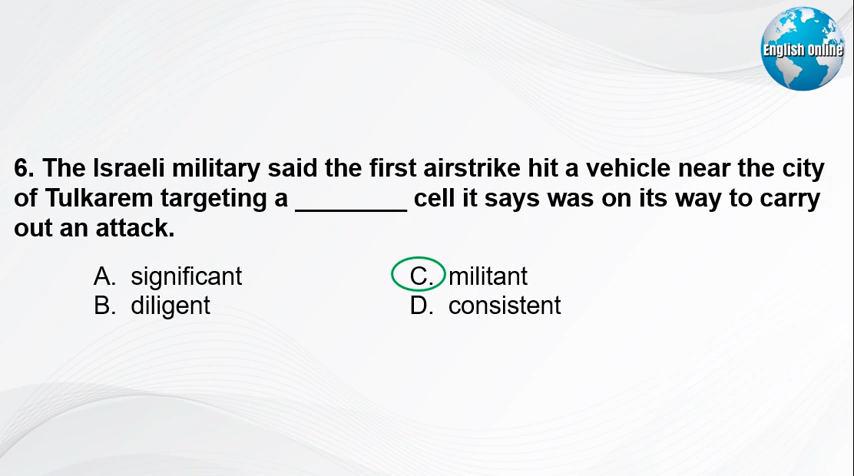 English Online
6. The Israeli military said the first airstrike hit a vehicle near the city
of Tulkarem targeting a ________ cell it says was on its way to carry
out an attack.
A. significant
B. diligent
C. militant
D. consistent